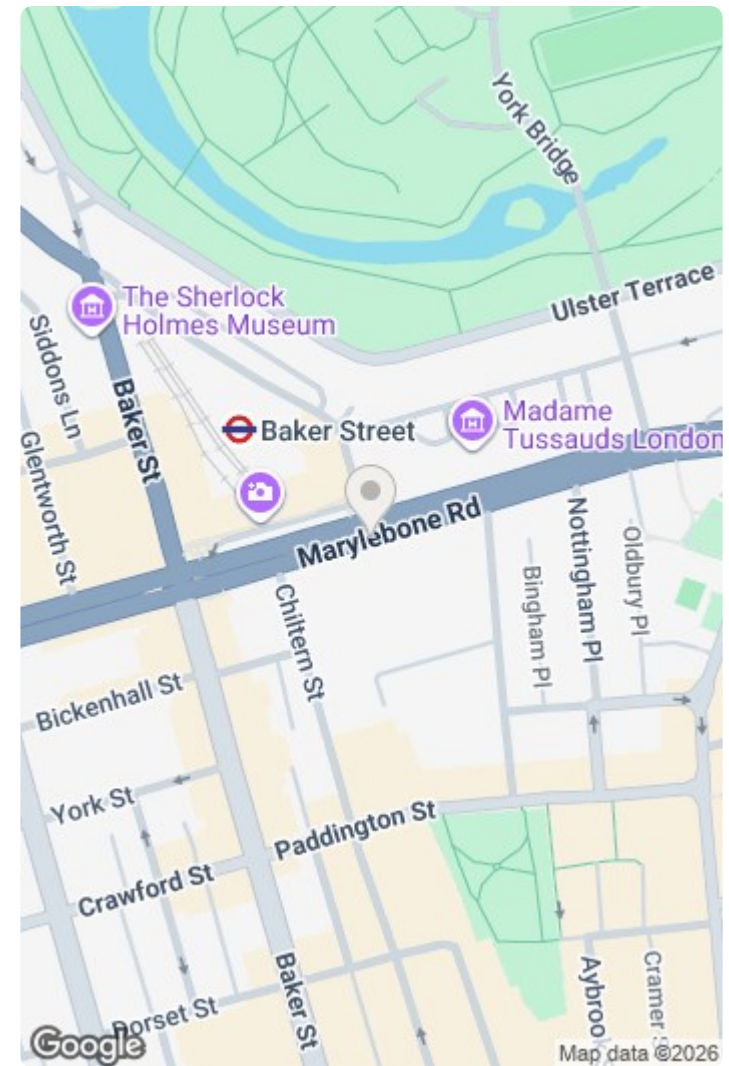 York Bridge
Ulster Terrace
The Sherlock
Holmes Museum
Siddons Ln
Baker St
Baker Street
Madame
Tussauds London
Glentworth St
Marylebone Rd
Nottingham Pl
Oldbury Pl
Bingham Pl
Chiltern St
Bickenhall St
York St
Paddington St
Crawford St
Baker St
Dorset St
Aybrook
Cramer S
Google
Map data ©2026